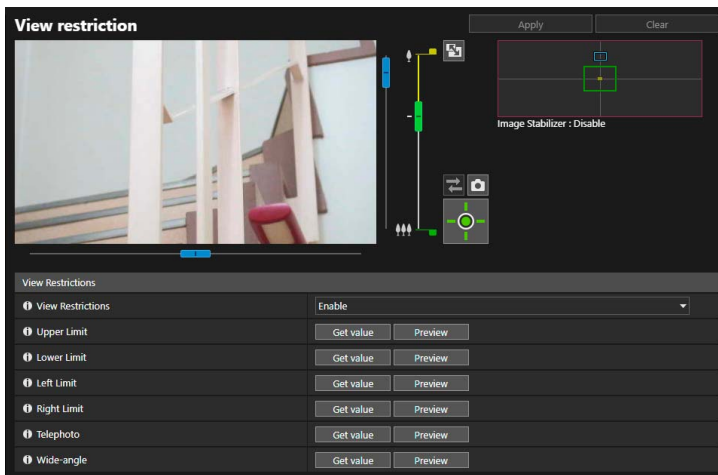 View restriction
Apply Clear
Image Stabilizer : Disable
View Restrictions
View Restrictions Enable
Upper Limit Get value Preview
Lower Limit Get value Preview
Left Limit Get value Preview
Right Limit Get value Preview
Telephoto Get value Preview
Wide-angle Get value Preview